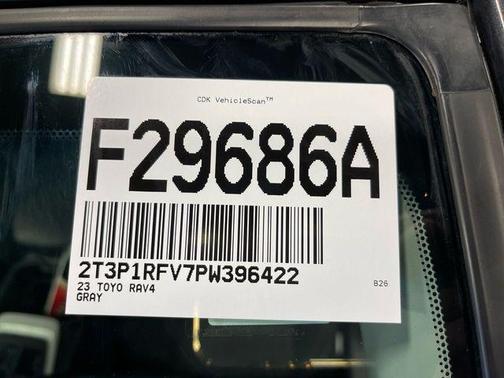 CDK VehicleScan™
F29686A
2T3P1RFV7PW396422
23 TOYO RAV4
GRAY
B26